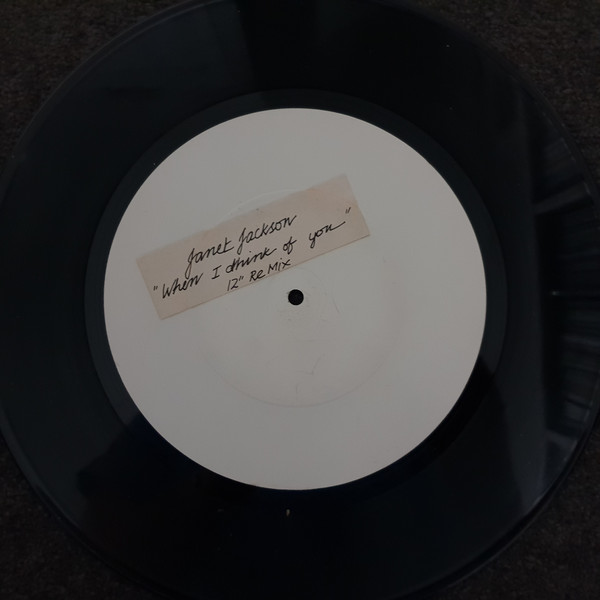 Janet Jackson
"When I think of you"
12" ReMix